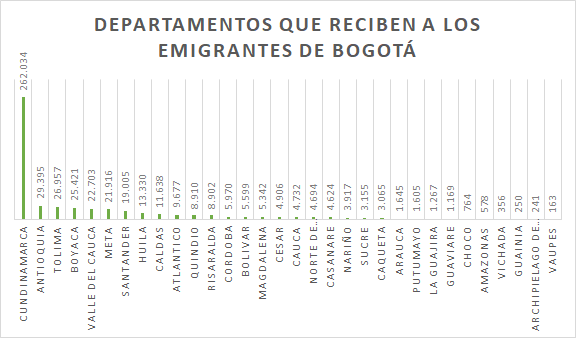 DEPARTAMENTOS QUE RECIBEN A LOS
EMIGRANTES DE BOGOTÁ
262.034
29.395
26.957
25.421
22.703
21.916
19.005
13.330
11.638
9.677
8.910
8.902
5.970
5.599
5.342
4.906
4.732
4.694
4.624
3.917
3.155
3.065
1.645
1.605
1.267
1.169
764
578
356
250
241
163
CUNDINAMARCA
ANTIOQUIA
TOLIMA
BOYACA
VALLE DEL CAUCA
META
SANTANDER
HUILA
CALDAS
ATLANTICO
QUINDIO
RISARALDA
CORDOBA
BOLIVAR
MAGDALENA
CESAR
CAUCA
NORTE DE…
CASANARE
NARIÑO
SUCRE
CAQUETA
ARAUCA
PUTUMAYO
LA GUAJIRA
GUAVIARE
CHOCO
AMAZONAS
VICHADA
GUAINIA
ARCHIPIELAGO DE…
VAUPES